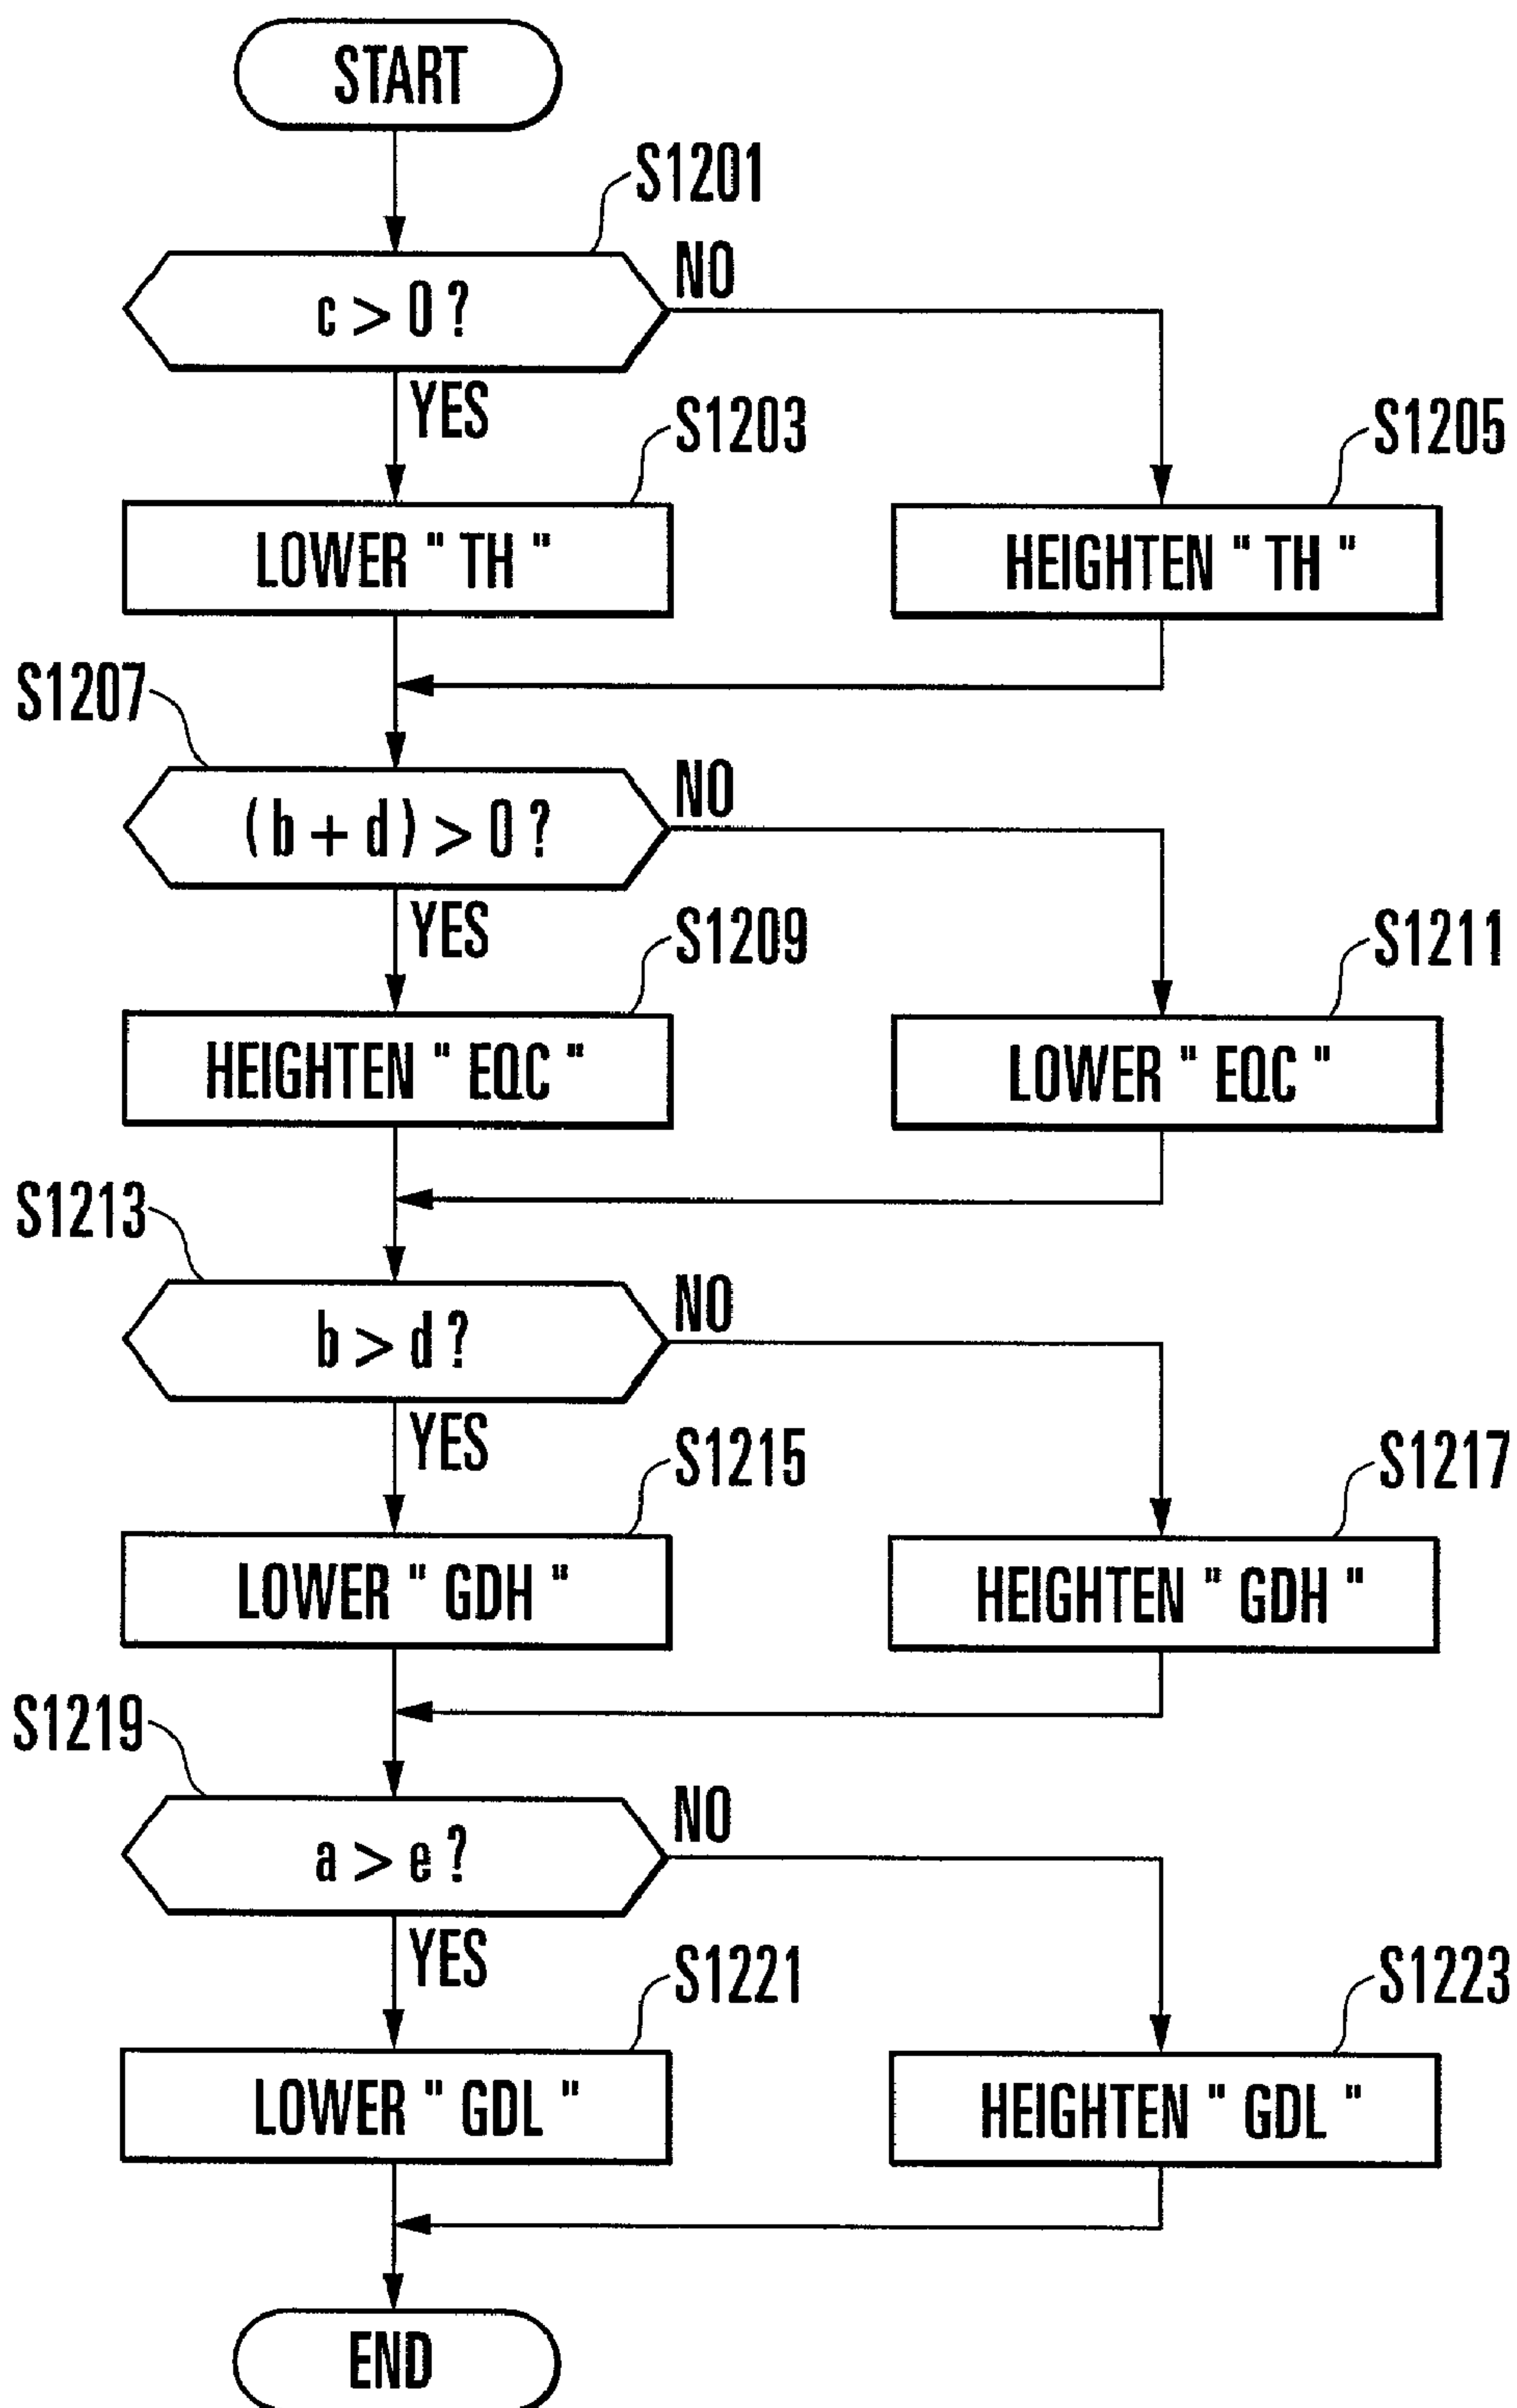 START
S1201
c > 0 ?
NO
YES
S1203
S1205
LOWER " TH "
HEIGHTEN " TH "
S1207
( b + d ) > 0 ?
NO
YES
S1209
S1211
HEIGHTEN " EQC "
LOWER " EQC "
S1213
b > d ?
NO
YES
S1215
S1217
LOWER " GDH "
HEIGHTEN " GDH "
S1219
a > e ?
NO
YES
S1221
S1223
LOWER " GDL "
HEIGHTEN " GDL "
END